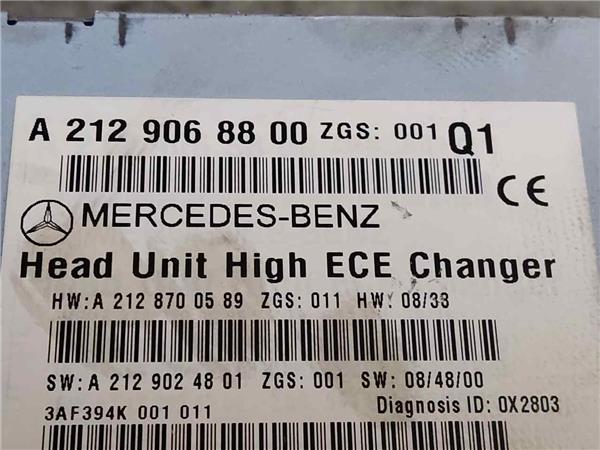 A 212 906 88 00 ZGS: 001 Q1
CE
MERCEDES-BENZ
Head Unit High ECE Changer
HW:A 212 870 05 89 ZGS: 011 HW: 08/33
SW:A 212 902 48 01 ZGS: 001 SW: 08/48/00
3AF394K 001 011 Diagnosis ID: 0X2803